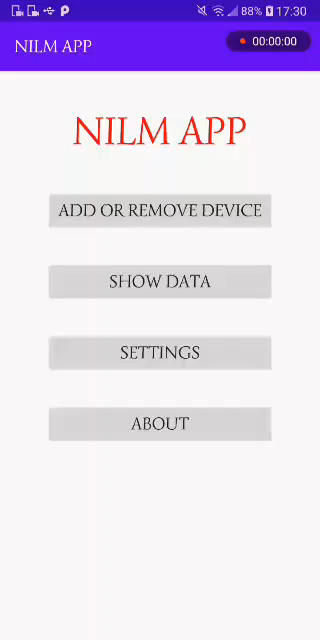 88% 17:30
NILM APP
00:00:00
NILM APP
ADD OR REMOVE DEVICE
SHOW DATA
SETTINGS
ABOUT